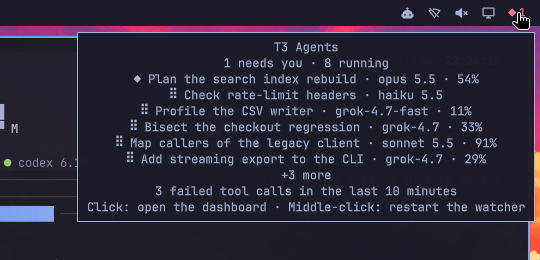 1
T3 Agents
1 needs you · 8 running
◆ Plan the search index rebuild · opus 5.5 · 54%
⠿ Check rate-limit headers · haiku 5.5
⠿ Profile the CSV writer · grok-4.7-fast · 11%
⠿ Bisect the checkout regression · grok-4.7 · 33%
⠿ Map callers of the legacy client · sonnet 5.5 · 91%
⠿ Add streaming export to the CLI · grok-4.7 · 29%
+3 more
3 failed tool calls in the last 10 minutes
Click: open the dashboard · Middle-click: restart the watcher
M
codex 6.1